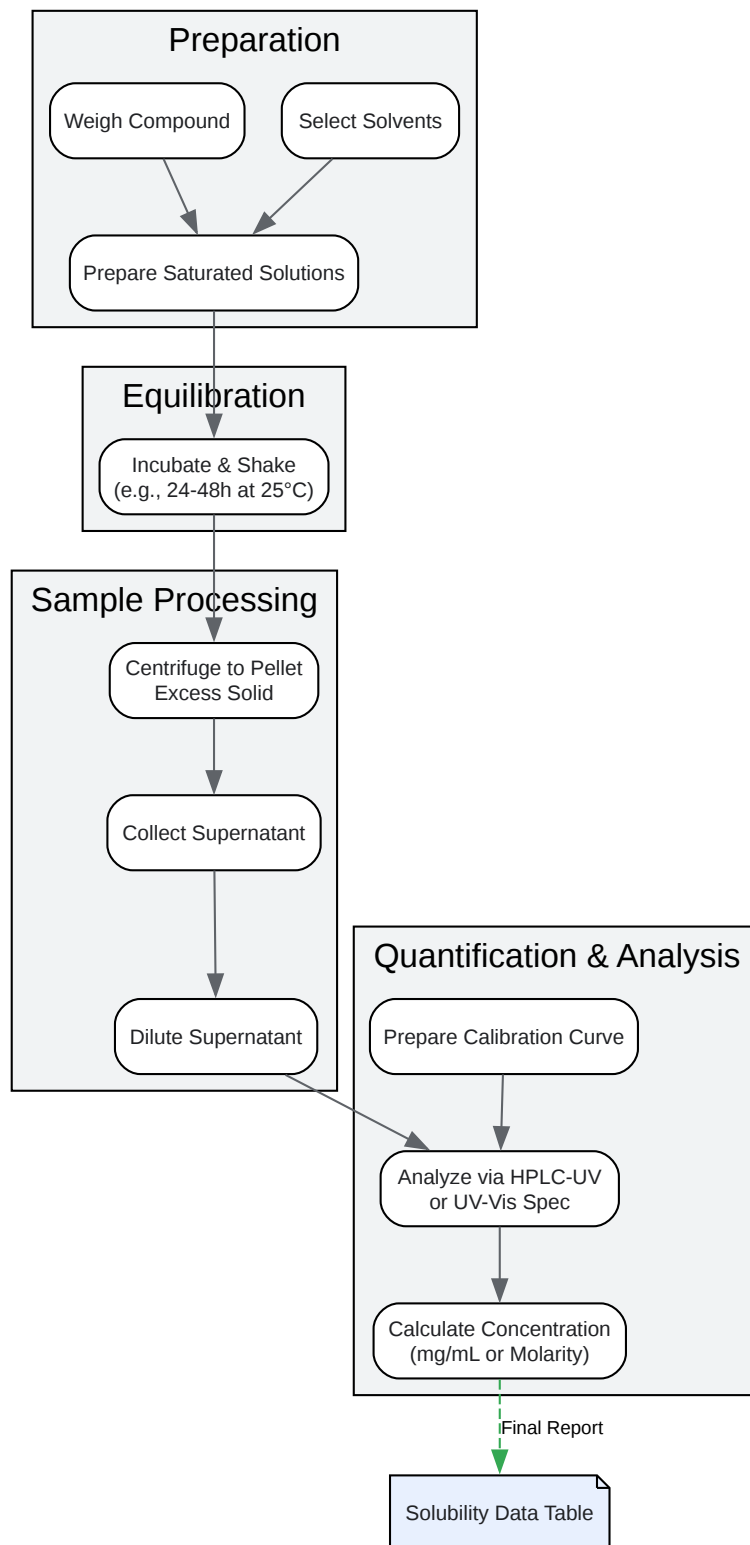 Preparation
Weigh Compound
Select Solvents
Prepare Saturated Solutions
Equilibration
Incubate & Shake
(e.g., 24-48h at 25°C)
Sample Processing
Centrifuge to Pellet
Excess Solid
Collect Supernatant
Dilute Supernatant
Quantification & Analysis
Prepare Calibration Curve
Analyze via HPLC-UV
or UV-Vis Spec
Calculate Concentration
(mg/mL or Molarity)
Final Report
Solubility Data Table